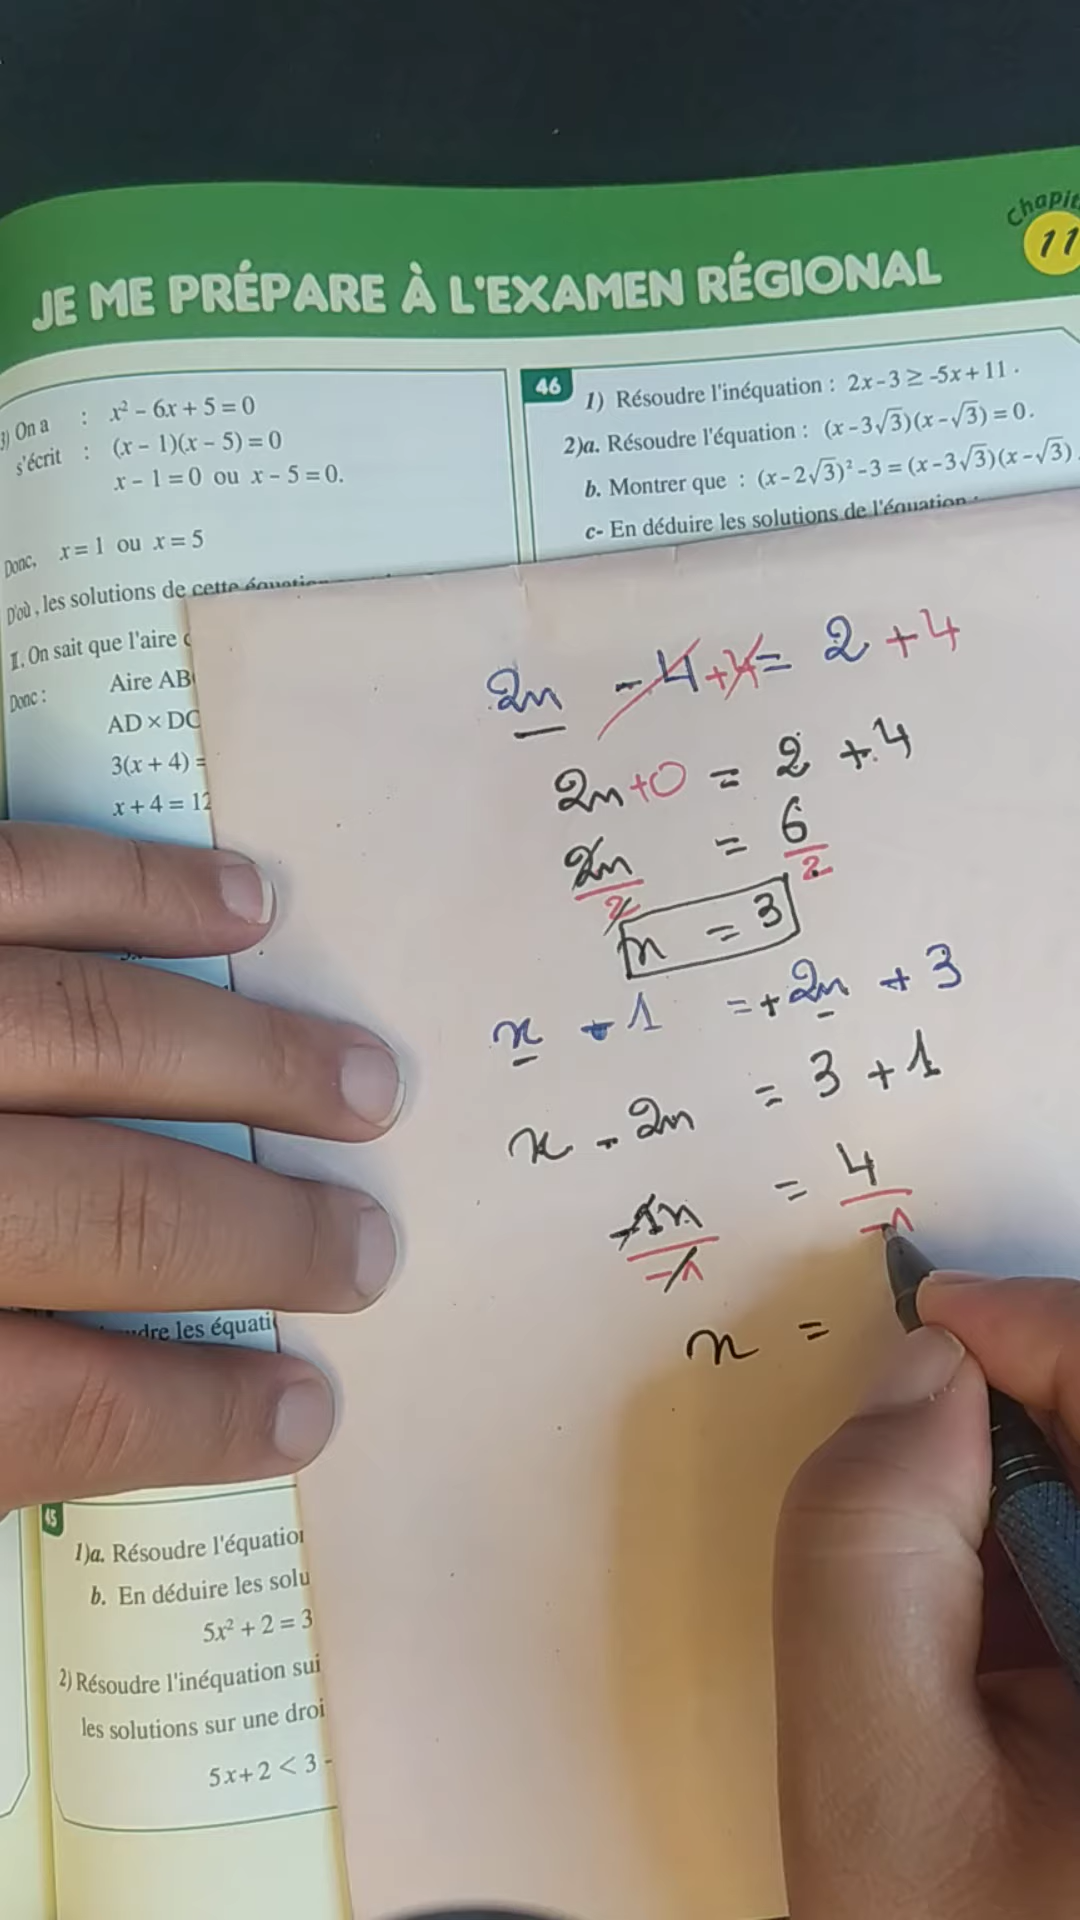 Chapit
11
JE ME PRÉPARE À L'EXAMEN RÉGIONAL
3) On a : x² – 6x + 5 = 0
s'écrit : (x – 1)(x – 5) = 0
x – 1 = 0 ou x – 5 = 0.
Donc, x = 1 ou x = 5
D'où, les solutions de cette équation
1. On sait que l'aire
Donc : Aire AB
AD × DC
3(x + 4) =
x + 4 = 12
46
1) Résoudre l'inéquation : 2x – 3 ≥ -5x + 11 .
2)a. Résoudre l'équation : (x – 3√3)(x – √3) = 0.
b. Montrer que : (x – 2√3)² – 3 = (x – 3√3)(x – √3).
c- En déduire les solutions de l'équation :
2x - 4 + 4 = 2 + 4
2x + 0 = 2 + 4
2x/2 = 6/2
x = 3
x - 1 = +2x + 3
x - 2x = 3 + 1
-1x/-1 = 4/-1
x =
dre les équati
45
1)a. Résoudre l'équation
b. En déduire les solu
5x² + 2 = 3
2) Résoudre l'inéquation sui
les solutions sur une droi
5x + 2 < 3 -